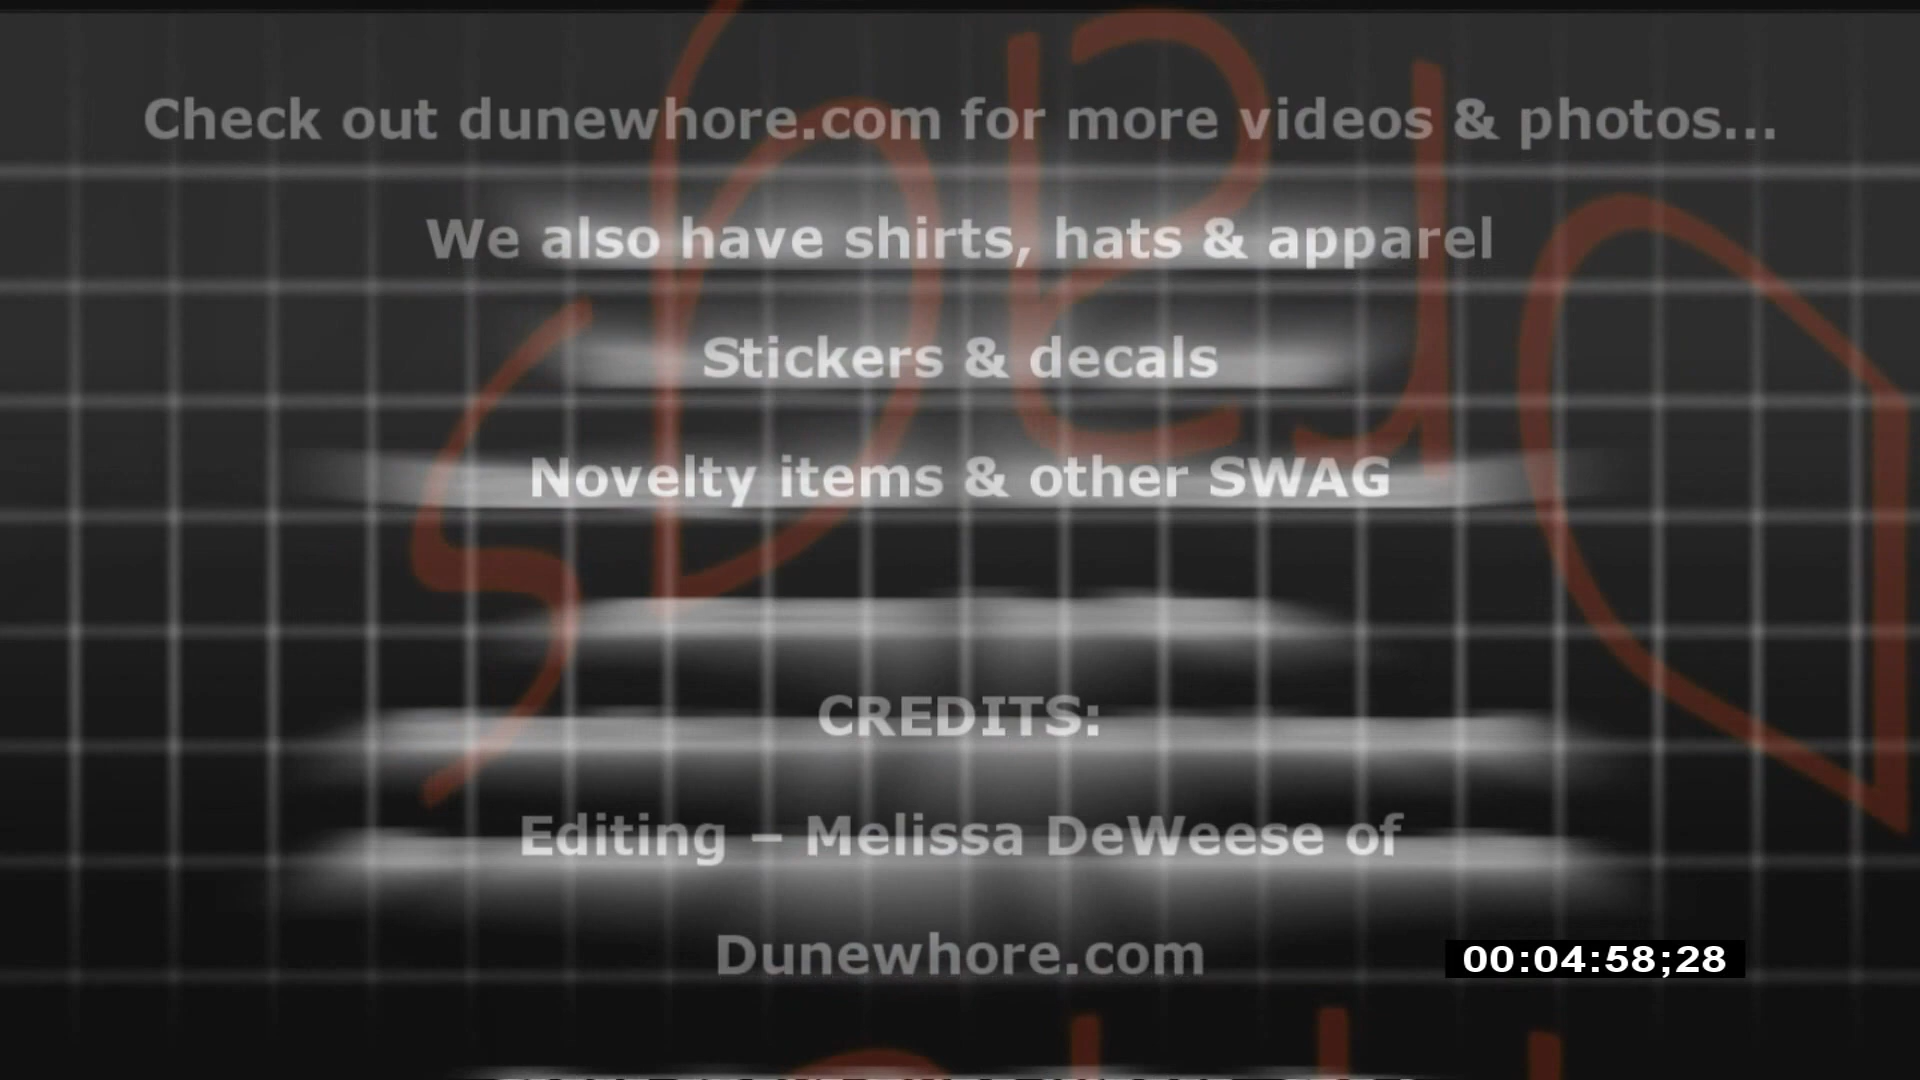 Check out dunewhore.com for more videos & photos...
We also have shirts, hats & apparel
Stickers & decals
Novelty items & other SWAG
CREDITS:
Editing – Melissa DeWeese of
Dunewhore.com
00:04:58;28